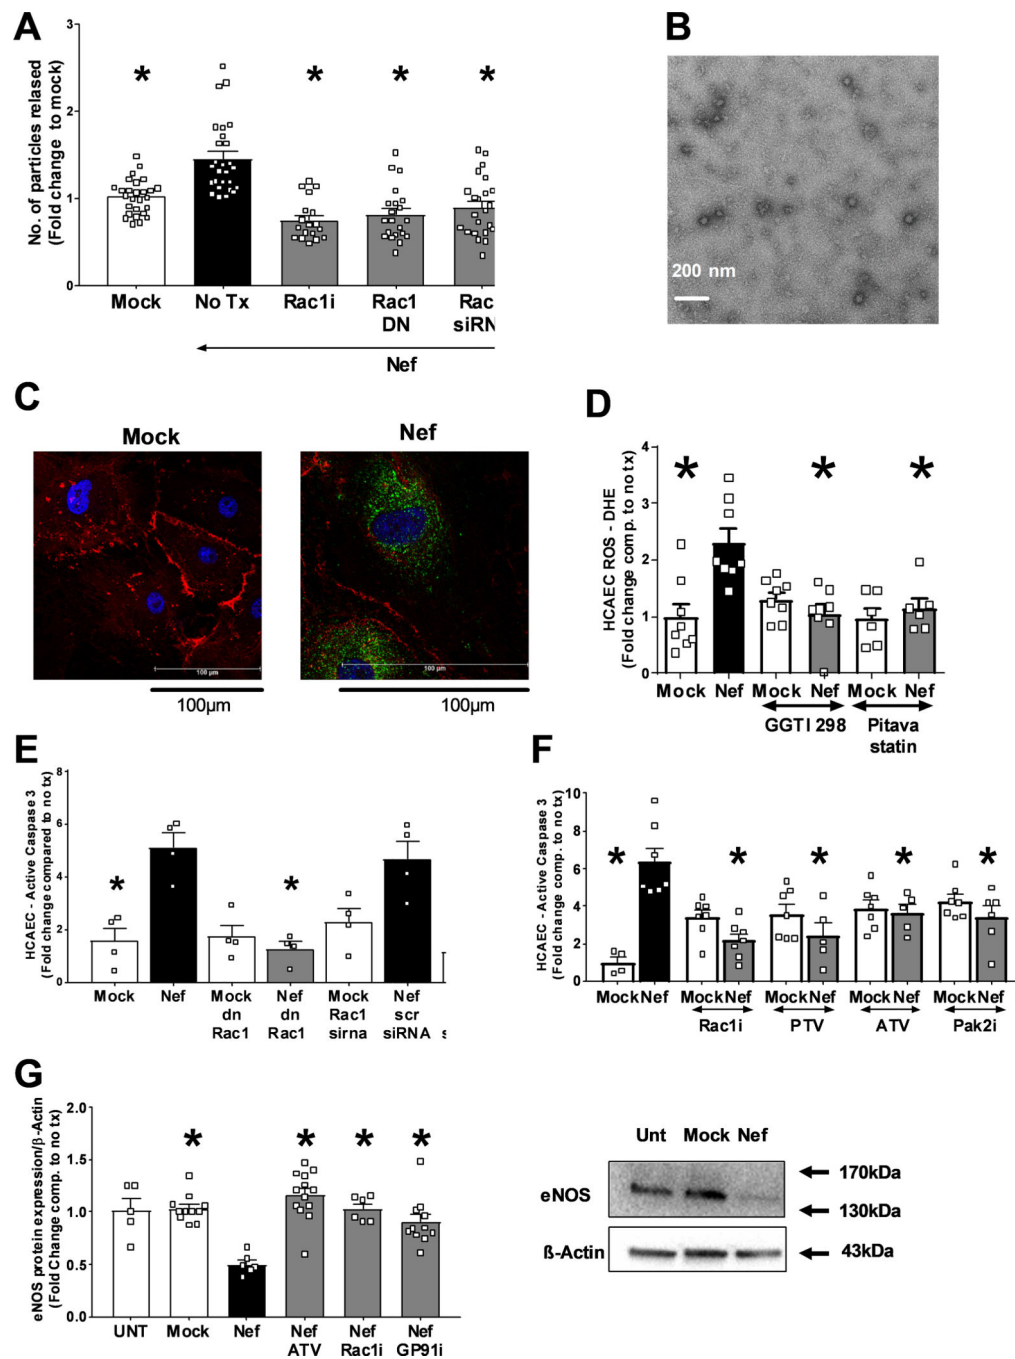 A
No. of particles relased
(Fold change to mock)
3
2
1
0
*
*
*
*
Mock
No Tx
Rac1i
Rac1
DN
Rac
siRN
Nef
B
200 nm
C
Mock
Nef
100 µm
100 µm
100µm
100µm
D
HCAEC ROS - DHE
(Fold change comp. to no tx)
4
3
2
1
0
*
*
*
Mock Nef Mock Nef Mock Nef
GGTI 298
Pitava
statin
E
HCAEC - Active Caspase 3
(Fold change compared to no tx)
8
6
4
2
0
*
*
Mock
Nef
Mock
dn
Rac1
Nef
dn
Rac1
Mock
Rac1
sirna
Nef
scr
siRNA
s
F
HCAEC - Active Caspase 3
(Fold change comp. to no tx)
10
8
6
4
2
0
*
*
*
*
*
Mock Nef Mock Nef Mock Nef Mock Nef Mock Nef
Rac1i
PTV
ATV
Pak2i
G
eNOS protein expression/β-Actin
(Fold Change comp. to no tx)
2.0
1.5
1.0
0.5
0.0
*
*
*
*
UNT
Mock
Nef
Nef
ATV
Nef
Rac1i
Nef
GP91i
Unt Mock Nef
eNOS
170kDa
130kDa
ß-Actin
43kDa